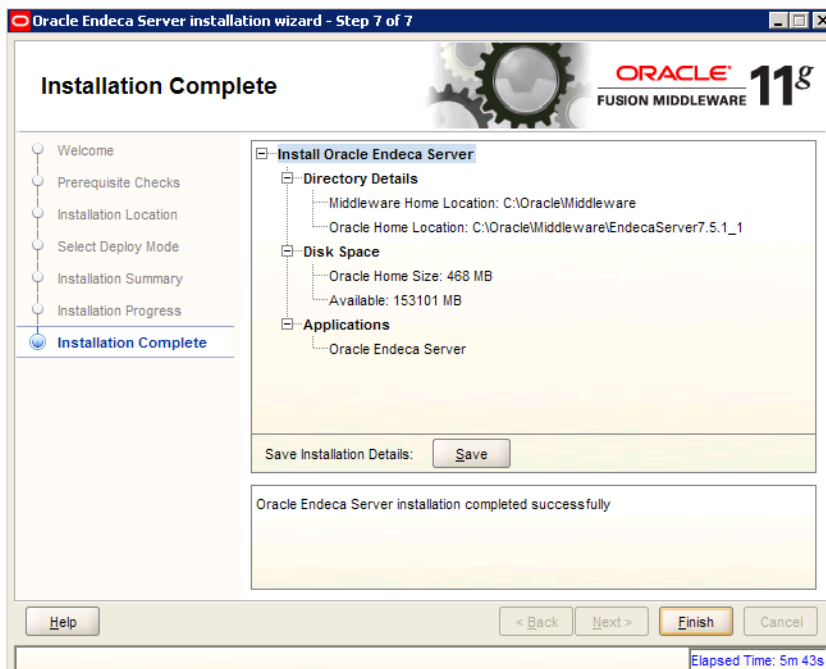 Oracle Endeca Server installation wizard - Step 7 of 7
Installation Complete
ORACLE
FUSION MIDDLEWARE
11g
Welcome
Prerequisite Checks
Installation Location
Select Deploy Mode
Installation Summary
Installation Progress
Installation Complete
Install Oracle Endeca Server
Directory Details
Middleware Home Location: C:\Oracle\Middleware
Oracle Home Location: C:\Oracle\Middleware\EndecaServer7.5.1_1
Disk Space
Oracle Home Size: 468 MB
Available: 153101 MB
Applications
Oracle Endeca Server
Save Installation Details:
Save
Oracle Endeca Server installation completed successfully
Help
< Back
Next >
Finish
Cancel
Elapsed Time: 5m 43s